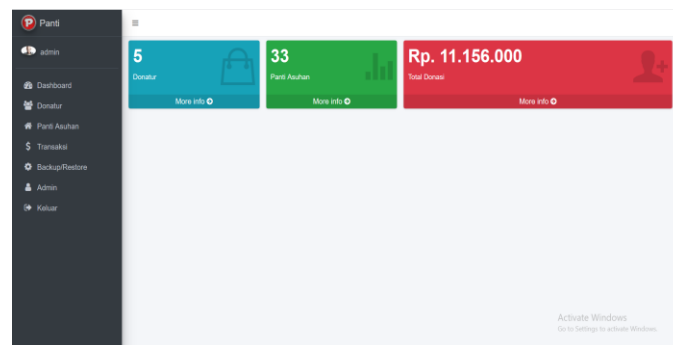 P Panti
admin
Dashboard
Donatur
Panti Asuhan
Transaksi
Backup/Restore
Admin
Keluar
5
Donatur
More info
33
Panti Asuhan
More info
Rp. 11.156.000
Total Donasi
More info
Activate Windows
Go to Settings to activate Windows.